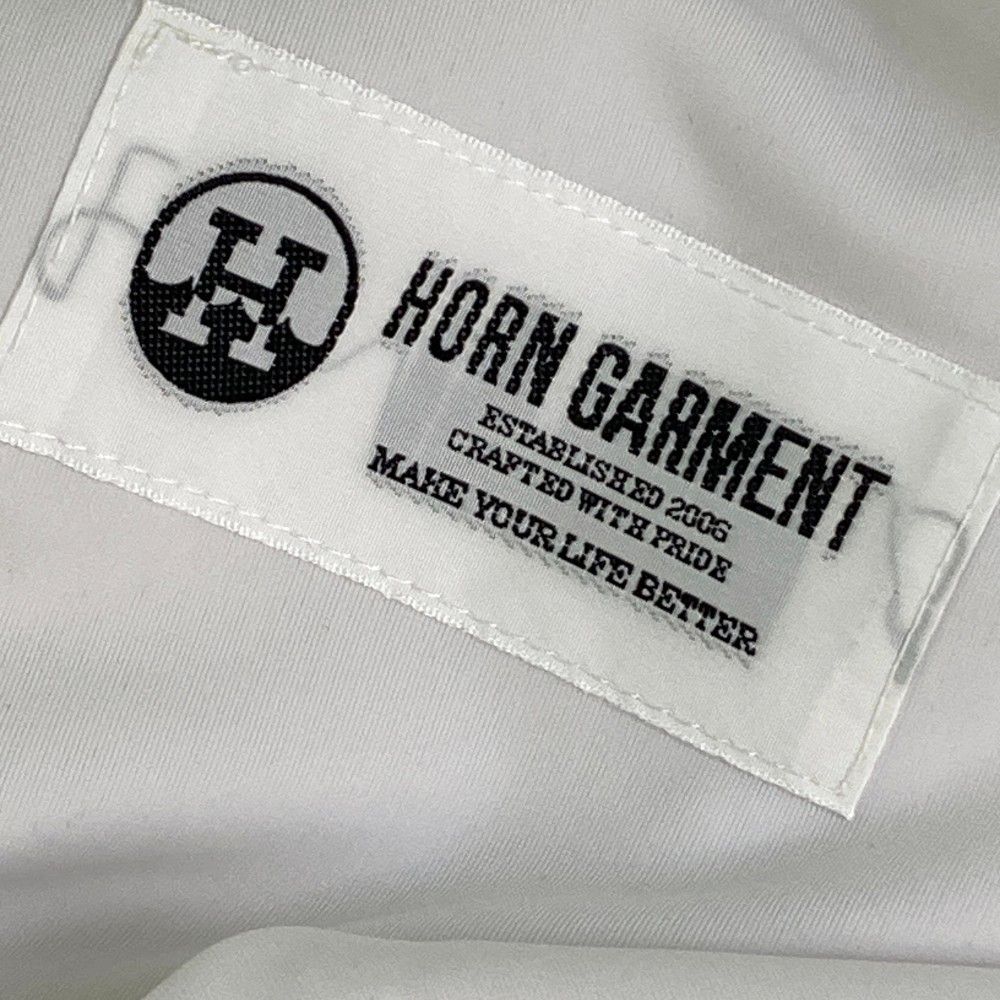 H
HORN GARMENT
ESTABLISHED 2006
CRAFTED WITH PRIDE
MAKE YOUR LIFE BETTER